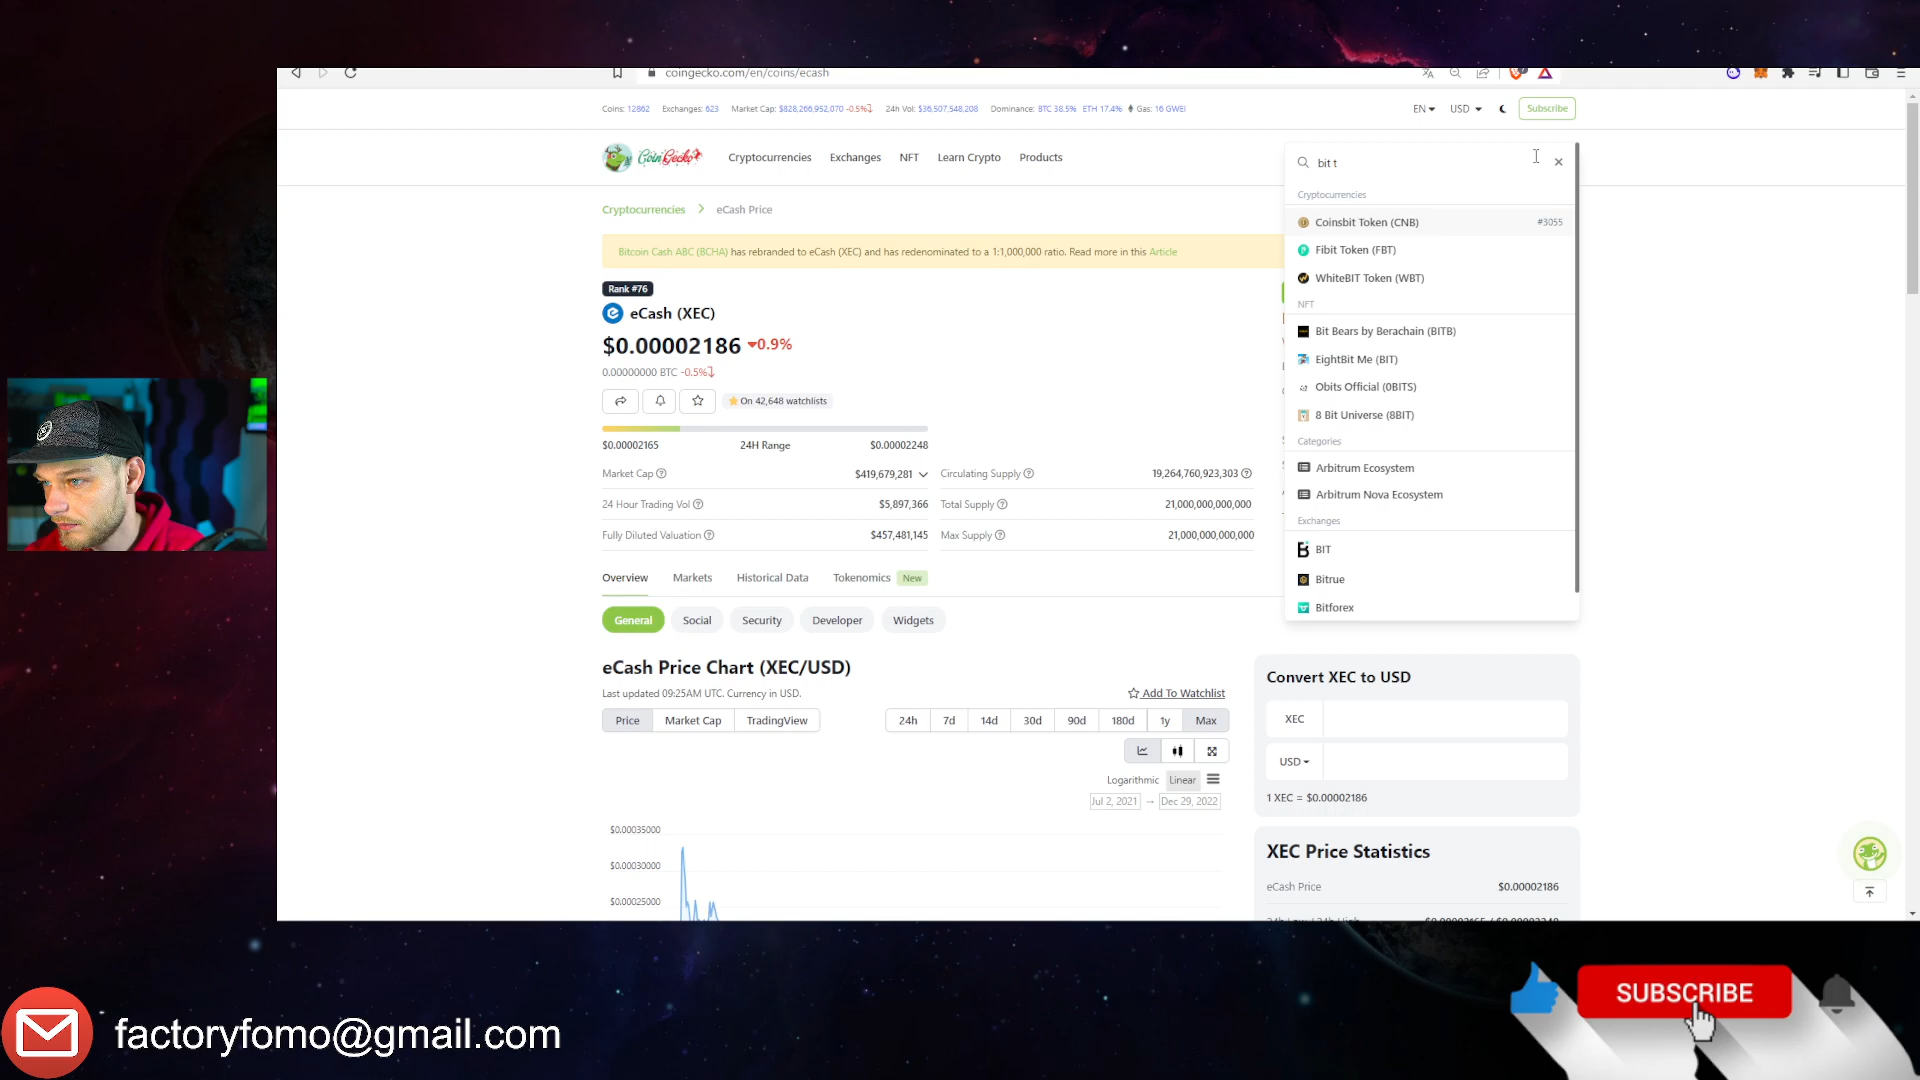 coingecko.com/en/coins/ecash
Coins: 12862 Exchanges: 623 Market Cap: $828,266,952,070 -0.5% 24h Vol: $36,507,548,208 Dominance: BTC 38.5% ETH 17.4% Gas: 16 GWEI
EN USD Subscribe
CoinGecko Cryptocurrencies Exchanges NFT Learn Crypto Products
bit t
Cryptocurrencies
Coinsbit Token (CNB) #3055
Fibit Token (FBT)
WhiteBIT Token (WBT)
NFT
Bit Bears by Berachain (BITB)
EightBit Me (BIT)
Obits Official (0BITS)
8 Bit Universe (8BIT)
Categories
Arbitrum Ecosystem
Arbitrum Nova Ecosystem
Exchanges
BIT
Bitrue
Bitforex
Cryptocurrencies > eCash Price
Bitcoin Cash ABC (BCHA) has rebranded to eCash (XEC) and has redenominated to a 1:1,000,000 ratio. Read more in this Article
Rank #76
eCash (XEC)
$0.00002186 0.9%
0.00000000 BTC -0.5%
On 42,648 watchlists
$0.00002165 24H Range $0.00002248
Market Cap $419,679,281 Circulating Supply 19,264,760,923,303
24 Hour Trading Vol $5,897,366 Total Supply 21,000,000,000,000
Fully Diluted Valuation $457,481,145 Max Supply 21,000,000,000,000
Overview Markets Historical Data Tokenomics New
General Social Security Developer Widgets
eCash Price Chart (XEC/USD)
Last updated 09:25AM UTC. Currency in USD.
Add To Watchlist
Price Market Cap TradingView 24h 7d 14d 30d 90d 180d 1y Max
Logarithmic Linear
Jul 2, 2021 → Dec 29, 2022
$0.00035000
$0.00030000
$0.00025000
Convert XEC to USD
XEC
USD
1 XEC = $0.00002186
XEC Price Statistics
eCash Price $0.00002186
factoryfomo@gmail.com
SUBSCRIBE